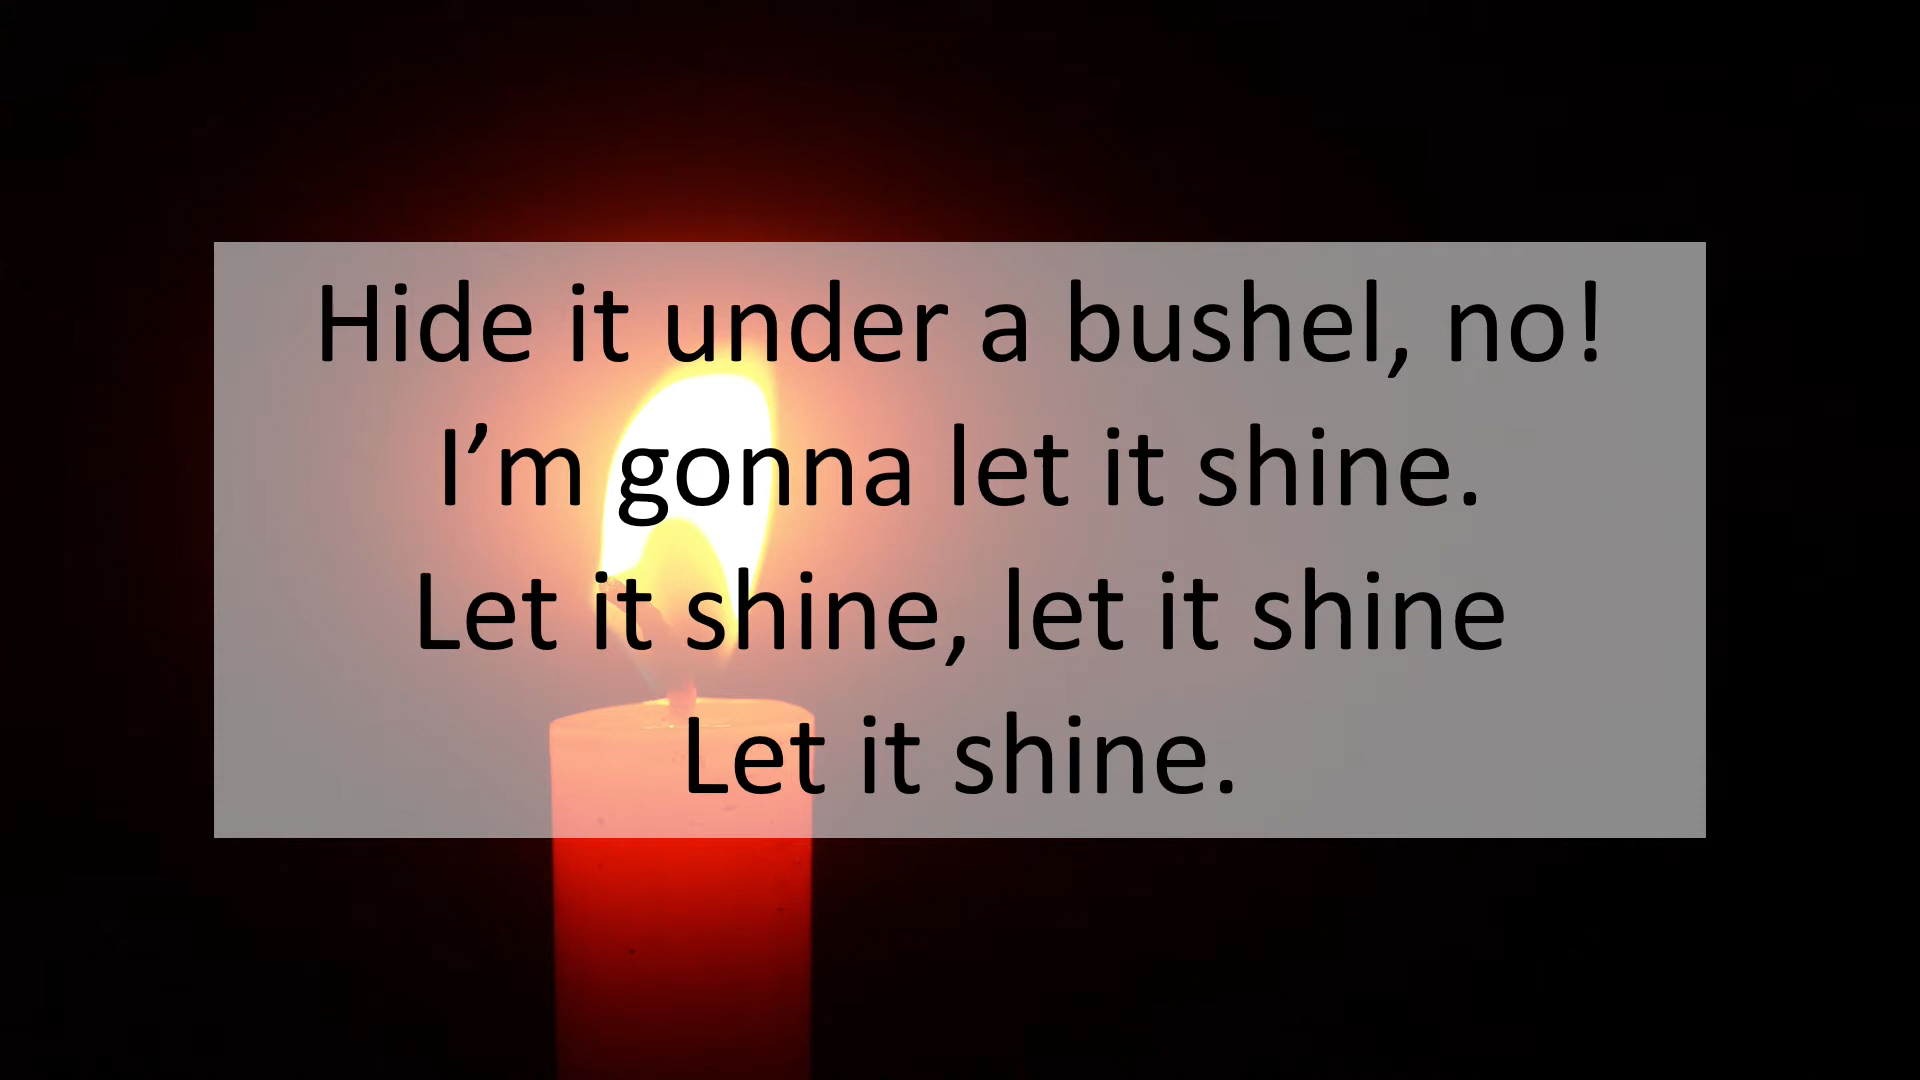 Hide it under a bushel, no!
I’m gonna let it shine.
Let it shine, let it shine
Let it shine.